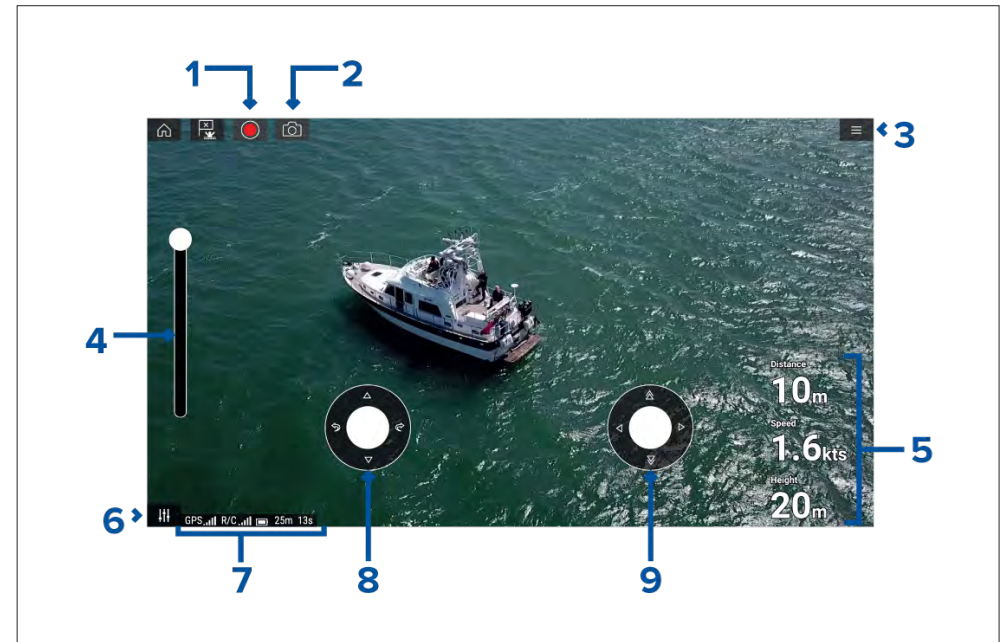 1
2
3
4
Distance
10m
Speed
1.6kts
5
Height
20m
6
GPS R/C 25m 13s
7
8
9